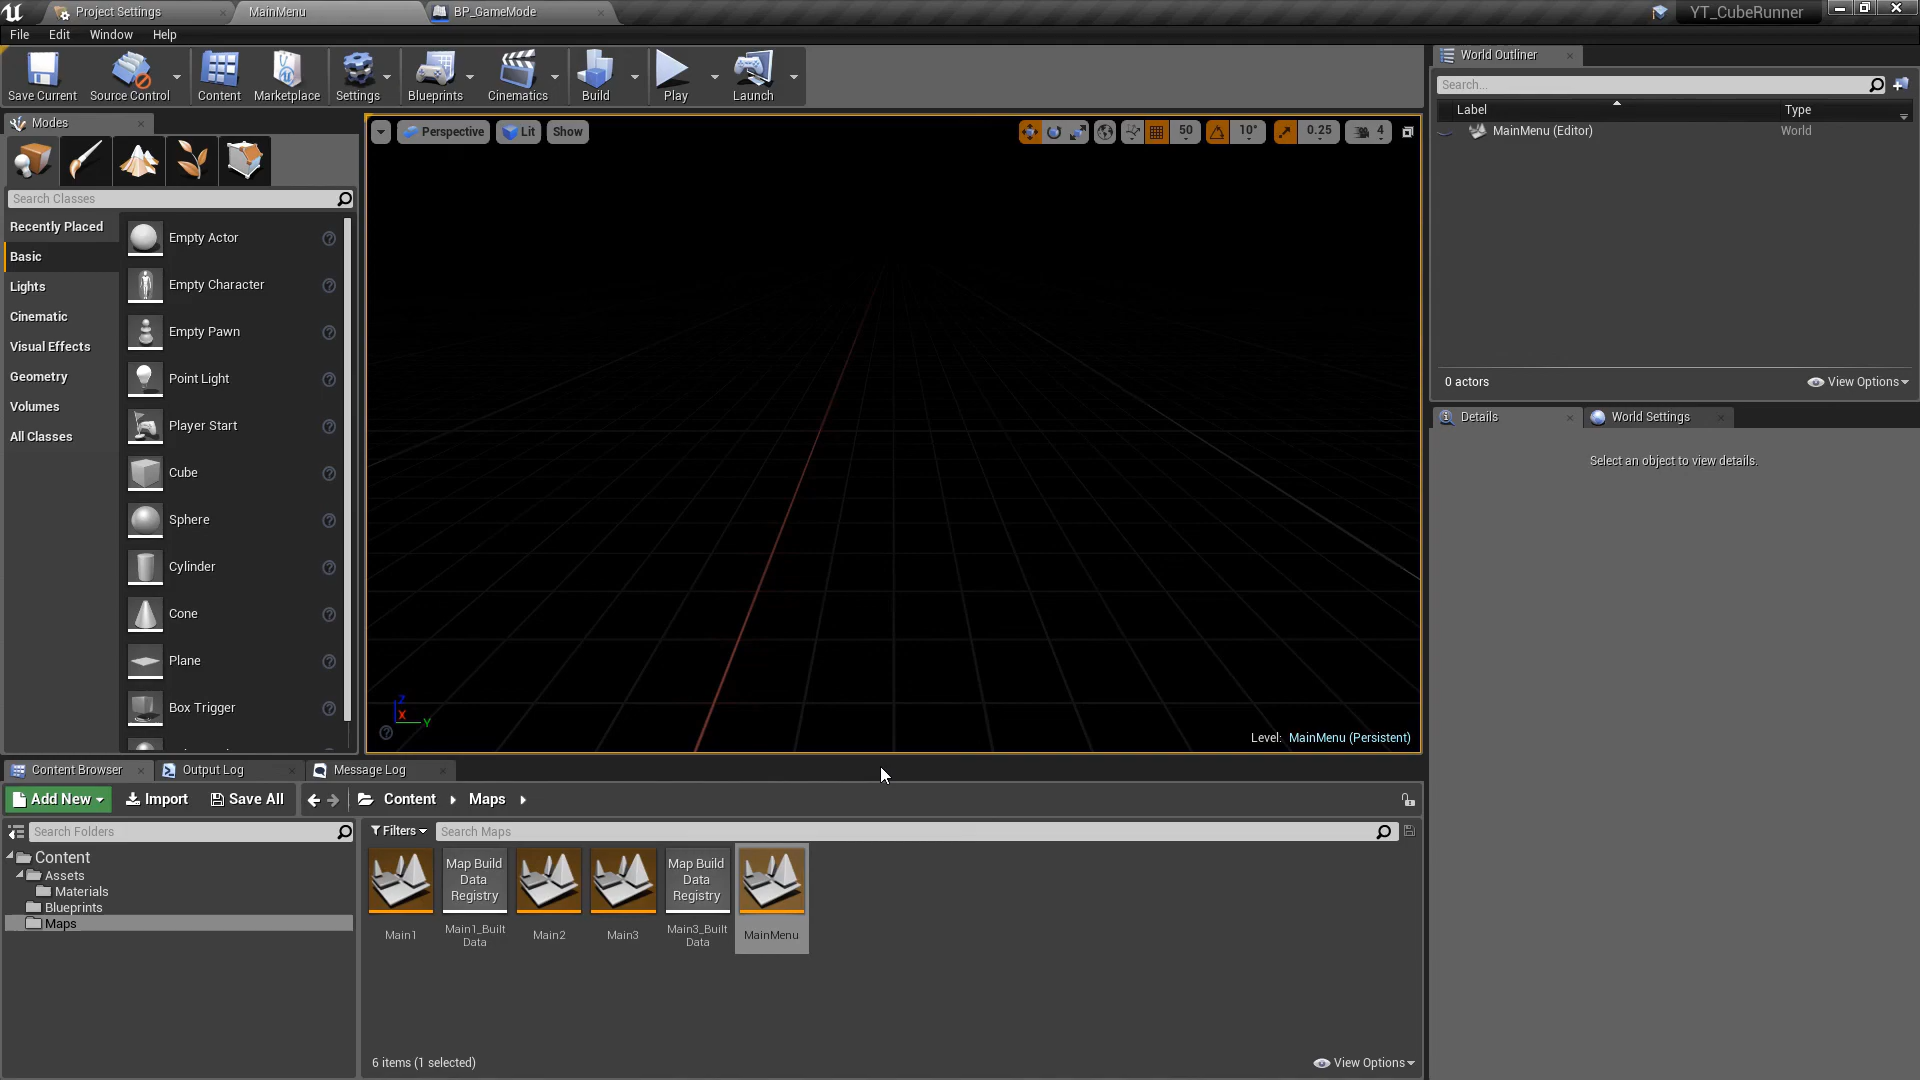 Project Settings
MainMenu
BP_GameMode
YT_CubeRunner
File Edit Window Help
Save Current
Source Control
Content
Marketplace
Settings
Blueprints
Cinematics
Build
Play
Launch
Modes
Search Classes
Recently Placed
Basic
Lights
Cinematic
Visual Effects
Geometry
Volumes
All Classes
Empty Actor
Empty Character
Empty Pawn
Point Light
Player Start
Cube
Sphere
Cylinder
Cone
Plane
Box Trigger
Perspective
Lit
Show
50
10°
0.25
4
Z
X
Y
Level: MainMenu (Persistent)
World Outliner
Search...
Label
Type
MainMenu (Editor)
World
0 actors
View Options
Details
World Settings
Select an object to view details.
Content Browser
Output Log
Message Log
Add New
Import
Save All
Content
Maps
Search Folders
Content
Assets
Materials
Blueprints
Maps
Filters
Search Maps
Main1
Map Build
Data
Registry
Main1_Built
Data
Main2
Main3
Map Build
Data
Registry
Main3_Built
Data
MainMenu
6 items (1 selected)
View Options